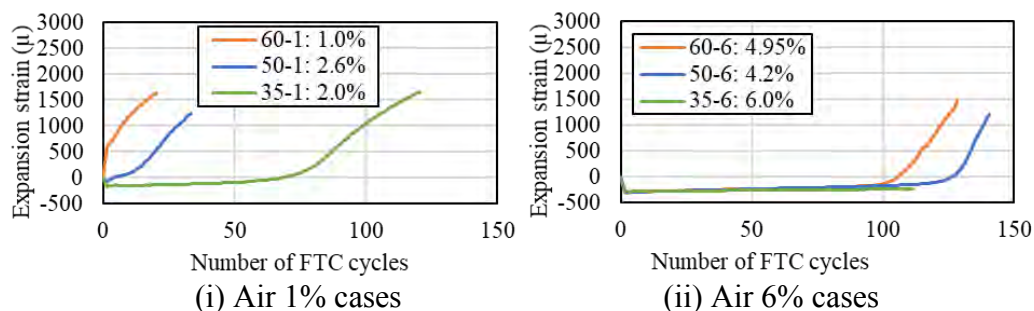 Expansion strain (μ)
3000
2500
2000
1500
1000
500
0
-500
60-1: 1.0%
50-1: 2.6%
35-1: 2.0%
0 50 100 150
Number of FTC cycles
(i) Air 1% cases
Expansion strain (μ)
3000
2500
2000
1500
1000
500
0
-500
60-6: 4.95%
50-6: 4.2%
35-6: 6.0%
0 50 100 150
Number of FTC cycles
(ii) Air 6% cases